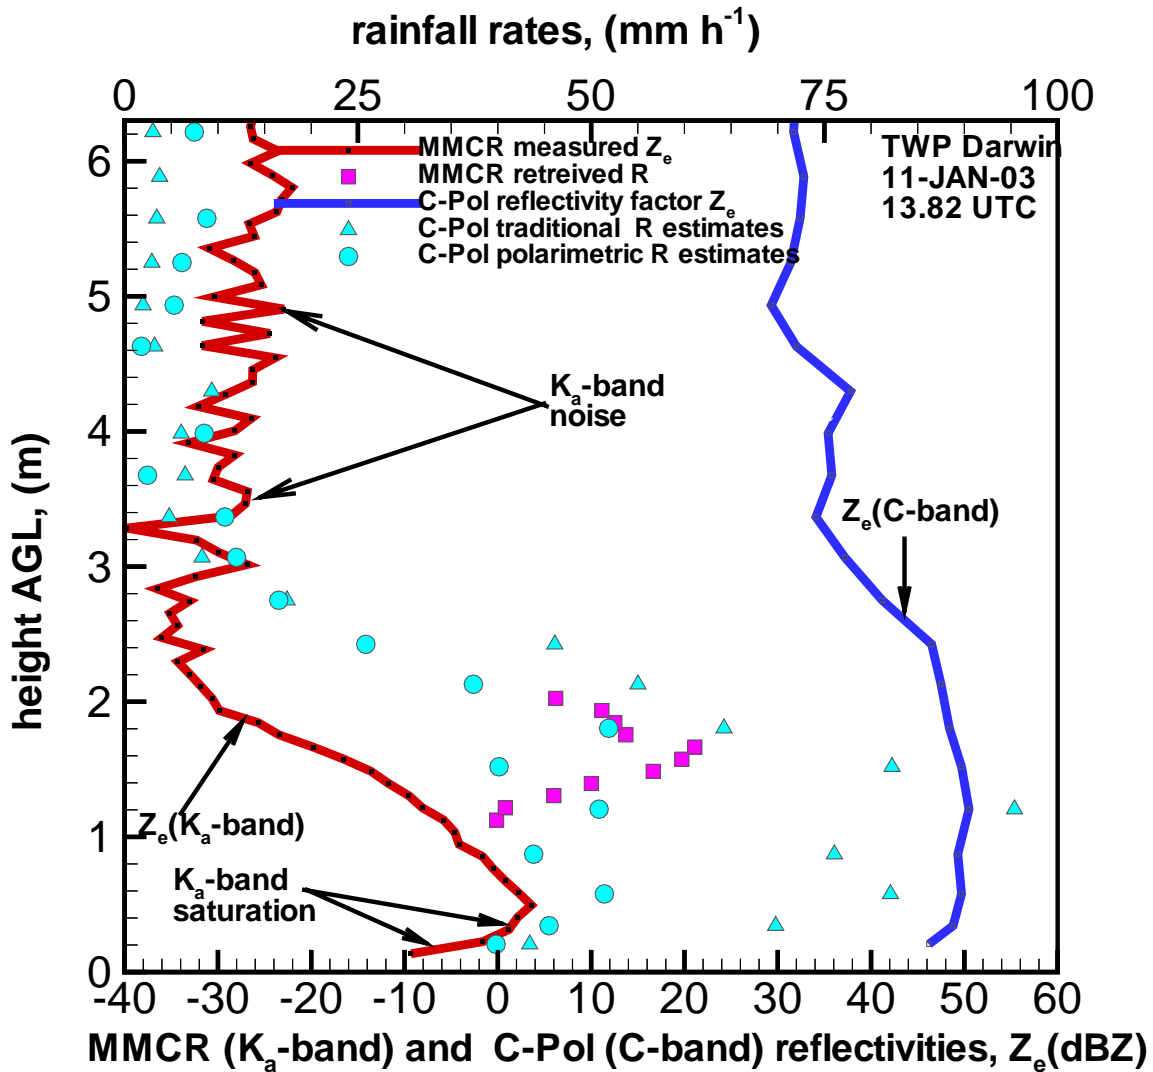 rainfall rates, (mm h⁻¹)
0 25 50 75 100
MMCR measured Zₑ
MMCR retreived R
C-Pol reflectivity factor Zₑ
C-Pol traditional R estimates
C-Pol polarimetric R estimates
TWP Darwin
11-JAN-03
13.82 UTC
6
5
4
3
2
1
0
height AGL, (m)
Kₐ-band
noise
Zₑ(C-band)
Zₑ(Kₐ-band)
Kₐ-band
saturation
-40 -30 -20 -10 0 10 20 30 40 50 60
MMCR (Kₐ-band) and C-Pol (C-band) reflectivities, Zₑ(dBZ)